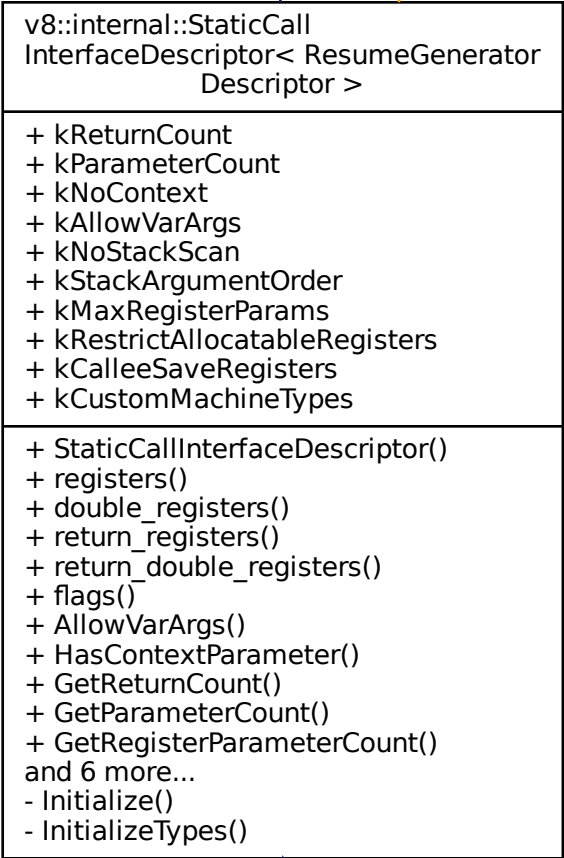 v8::internal::StaticCall
InterfaceDescriptor< ResumeGenerator
Descriptor >
+ kReturnCount
+ kParameterCount
+ kNoContext
+ kAllowVarArgs
+ kNoStackScan
+ kStackArgumentOrder
+ kMaxRegisterParams
+ kRestrictAllocatableRegisters
+ kCalleeSaveRegisters
+ kCustomMachineTypes
+ StaticCallInterfaceDescriptor()
+ registers()
+ double_registers()
+ return_registers()
+ return_double_registers()
+ flags()
+ AllowVarArgs()
+ HasContextParameter()
+ GetReturnCount()
+ GetParameterCount()
+ GetRegisterParameterCount()
and 6 more...
- Initialize()
- InitializeTypes()